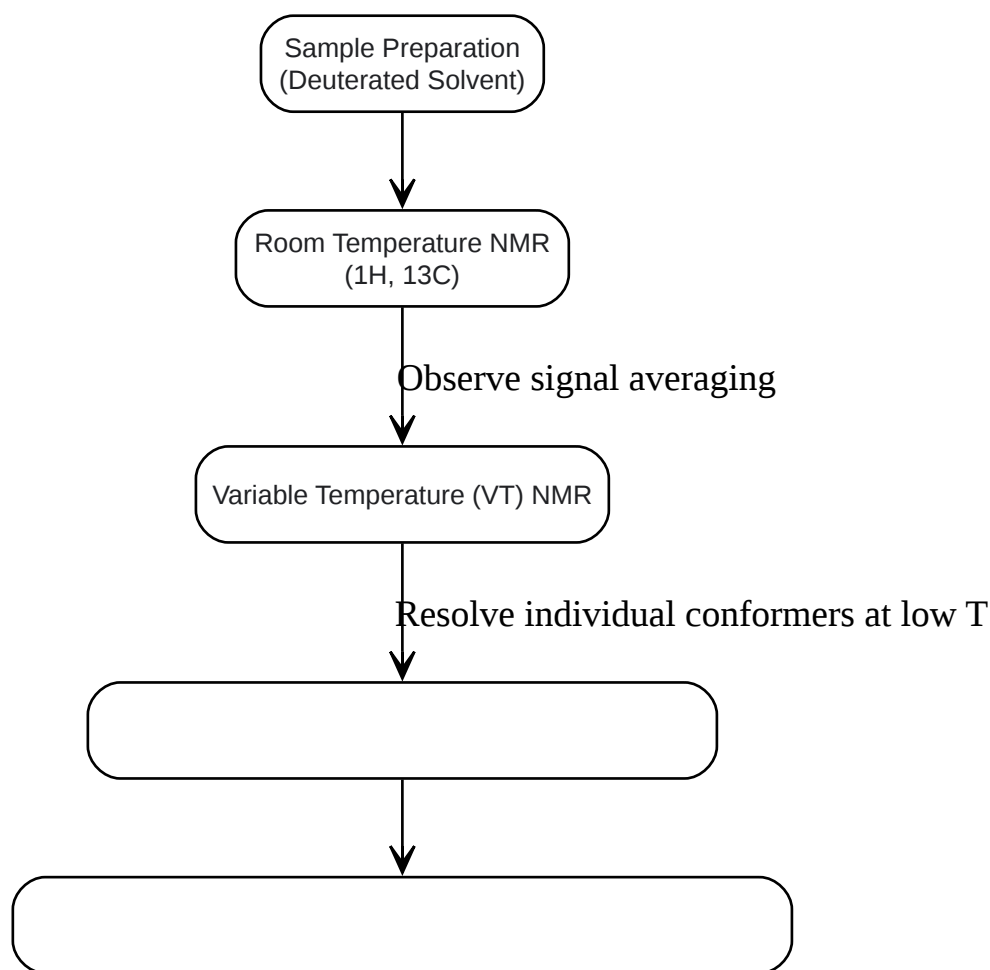 Sample Preparation
(Deuterated Solvent)
Room Temperature NMR
(1H, 13C)
Observe signal averaging
Variable Temperature (VT) NMR
Resolve individual conformers at low T